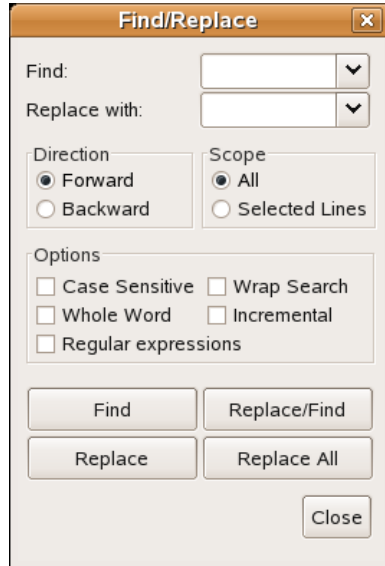 Find/Replace
Find:
Replace with:
Direction
Scope
Forward
All
Backward
Selected Lines
Options
Case Sensitive
Wrap Search
Whole Word
Incremental
Regular expressions
Find
Replace/Find
Replace
Replace All
Close